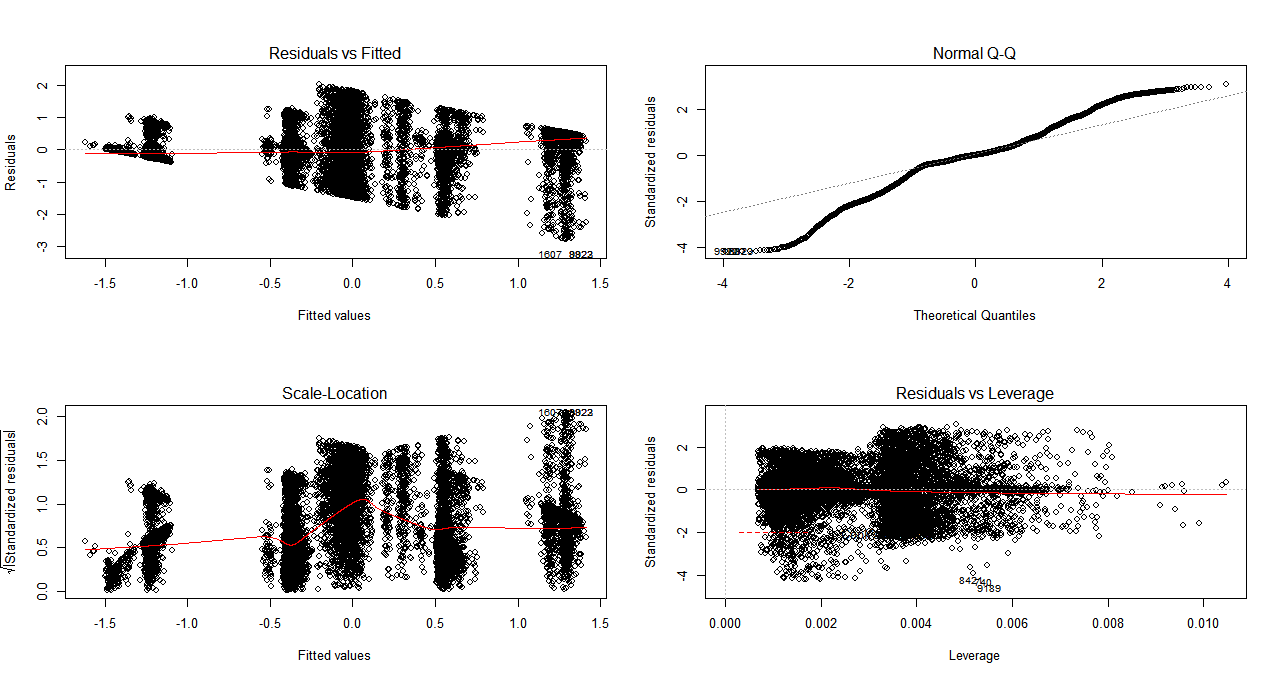 Residuals vs Fitted
Residuals
2
1
0
-1
-2
-3
1607
-1.5 -1.0 -0.5 0.0 0.5 1.0 1.5
Fitted values
Normal Q-Q
Standardized residuals
2
0
-2
-4
-4 -2 0 2 4
Theoretical Quantiles
Scale-Location
√|Standardized residuals|
2.0
1.5
1.0
0.5
0.0
-1.5 -1.0 -0.5 0.0 0.5 1.0 1.5
Fitted values
Residuals vs Leverage
Standardized residuals
2
0
-2
-4
9189
0.000 0.002 0.004 0.006 0.008 0.010
Leverage